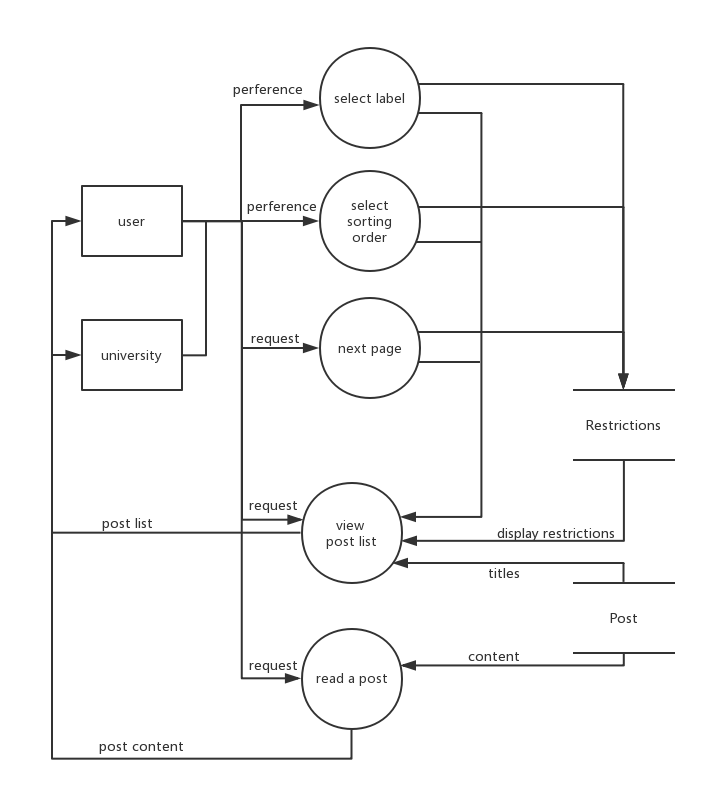 perference
select label
perference
select
sorting
order
user
request
next page
university
Restrictions
request
view
post list
post list
display restrictions
titles
Post
content
request
read a post
post content